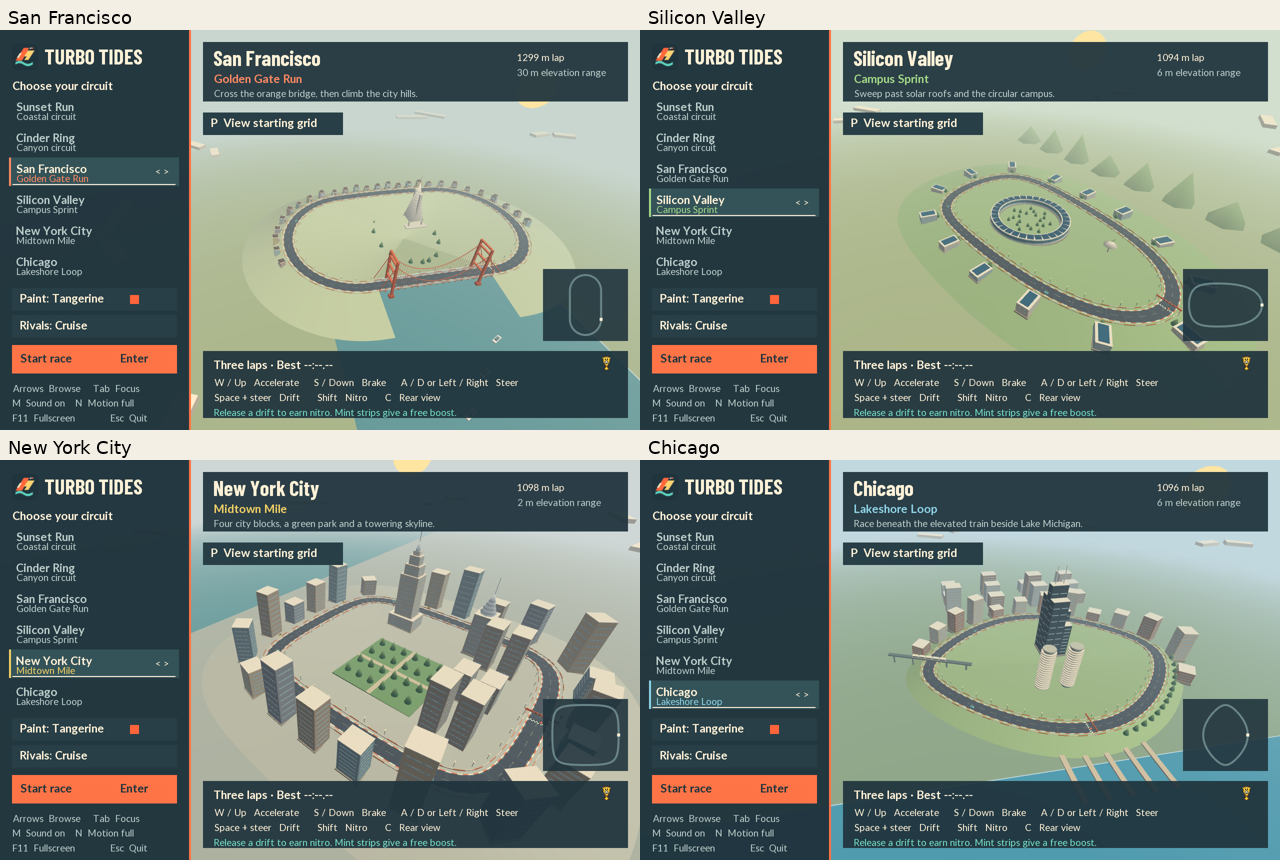 San Francisco
TURBO TIDES
Choose your circuit
Sunset Run
Coastal circuit
Cinder Ring
Canyon circuit
San Francisco < >
Golden Gate Run
Silicon Valley
Campus Sprint
New York City
Midtown Mile
Chicago
Lakeshore Loop
Paint: Tangerine
Rivals: Cruise
Start race Enter
Arrows Browse Tab Focus
M Sound on N Motion full
F11 Fullscreen Esc Quit
San Francisco
Golden Gate Run
Cross the orange bridge, then climb the city hills.
1299 m lap
30 m elevation range
P View starting grid
Three laps · Best --:--.--
W / Up Accelerate S / Down Brake A / D or Left / Right Steer
Space + steer Drift Shift Nitro C Rear view
Release a drift to earn nitro. Mint strips give a free boost.
Silicon Valley
TURBO TIDES
Choose your circuit
Sunset Run
Coastal circuit
Cinder Ring
Canyon circuit
San Francisco
Golden Gate Run
Silicon Valley < >
Campus Sprint
New York City
Midtown Mile
Chicago
Lakeshore Loop
Paint: Tangerine
Rivals: Cruise
Start race Enter
Arrows Browse Tab Focus
M Sound on N Motion full
F11 Fullscreen Esc Quit
Silicon Valley
Campus Sprint
Sweep past solar roofs and the circular campus.
1094 m lap
6 m elevation range
P View starting grid
Three laps · Best --:--.--
W / Up Accelerate S / Down Brake A / D or Left / Right Steer
Space + steer Drift Shift Nitro C Rear view
Release a drift to earn nitro. Mint strips give a free boost.
New York City
TURBO TIDES
Choose your circuit
Sunset Run
Coastal circuit
Cinder Ring
Canyon circuit
San Francisco
Golden Gate Run
Silicon Valley
Campus Sprint
New York City < >
Midtown Mile
Chicago
Lakeshore Loop
Paint: Tangerine
Rivals: Cruise
Start race Enter
Arrows Browse Tab Focus
M Sound on N Motion full
F11 Fullscreen Esc Quit
New York City
Midtown Mile
Four city blocks, a green park and a towering skyline.
1098 m lap
2 m elevation range
P View starting grid
Three laps · Best --:--.--
W / Up Accelerate S / Down Brake A / D or Left / Right Steer
Space + steer Drift Shift Nitro C Rear view
Release a drift to earn nitro. Mint strips give a free boost.
Chicago
TURBO TIDES
Choose your circuit
Sunset Run
Coastal circuit
Cinder Ring
Canyon circuit
San Francisco
Golden Gate Run
Silicon Valley
Campus Sprint
New York City
Midtown Mile
Chicago < >
Lakeshore Loop
Paint: Tangerine
Rivals: Cruise
Start race Enter
Arrows Browse Tab Focus
M Sound on N Motion full
F11 Fullscreen Esc Quit
Chicago
Lakeshore Loop
Race beneath the elevated train beside Lake Michigan.
1096 m lap
6 m elevation range
P View starting grid
Three laps · Best --:--.--
W / Up Accelerate S / Down Brake A / D or Left / Right Steer
Space + steer Drift Shift Nitro C Rear view
Release a drift to earn nitro. Mint strips give a free boost.